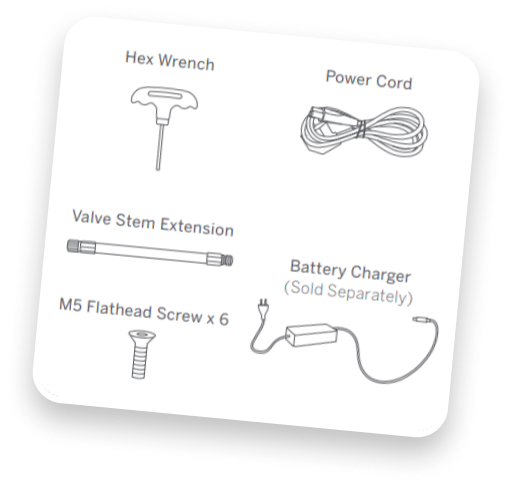 Hex Wrench
Power Cord
Valve Stem Extension
Battery Charger
(Sold Separately)
M5 Flathead Screw x 6